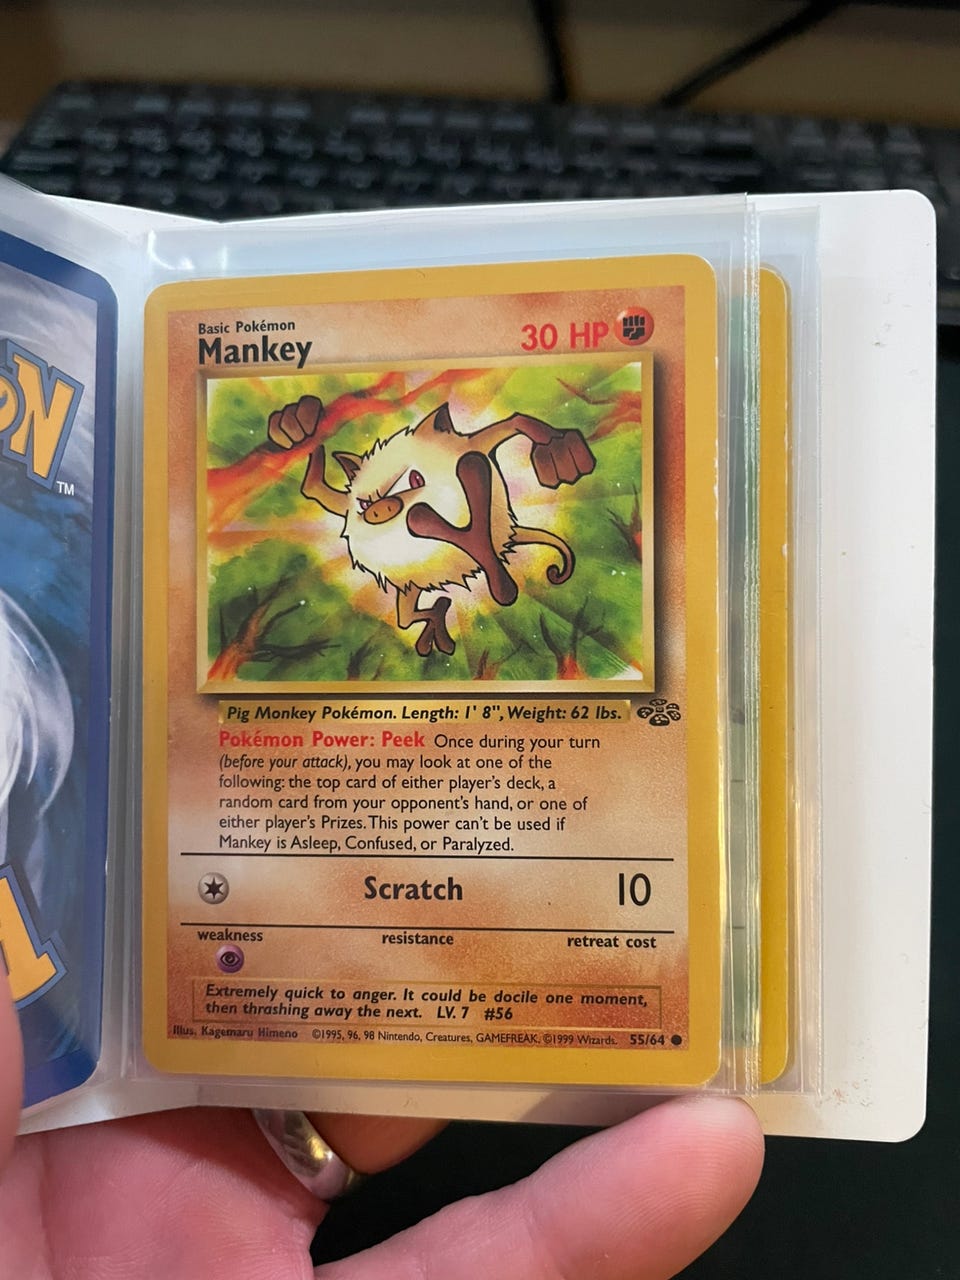 Basic Pokémon
Mankey
30 HP
TM
Pig Monkey Pokémon. Length: 1' 8", Weight: 62 lbs.
Pokémon Power: Peek Once during your turn
(before your attack), you may look at one of the
following: the top card of either player's deck, a
random card from your opponent's hand, or one of
either player's Prizes. This power can't be used if
Mankey is Asleep, Confused, or Paralyzed.
Scratch 10
weakness resistance retreat cost
Extremely quick to anger. It could be docile one moment,
then thrashing away the next. LV. 7 #56
Illus. Kagemaru Himeno ©1995, 96, 98 Nintendo, Creatures, GAMEFREAK. ©1999 Wizards. 55/64